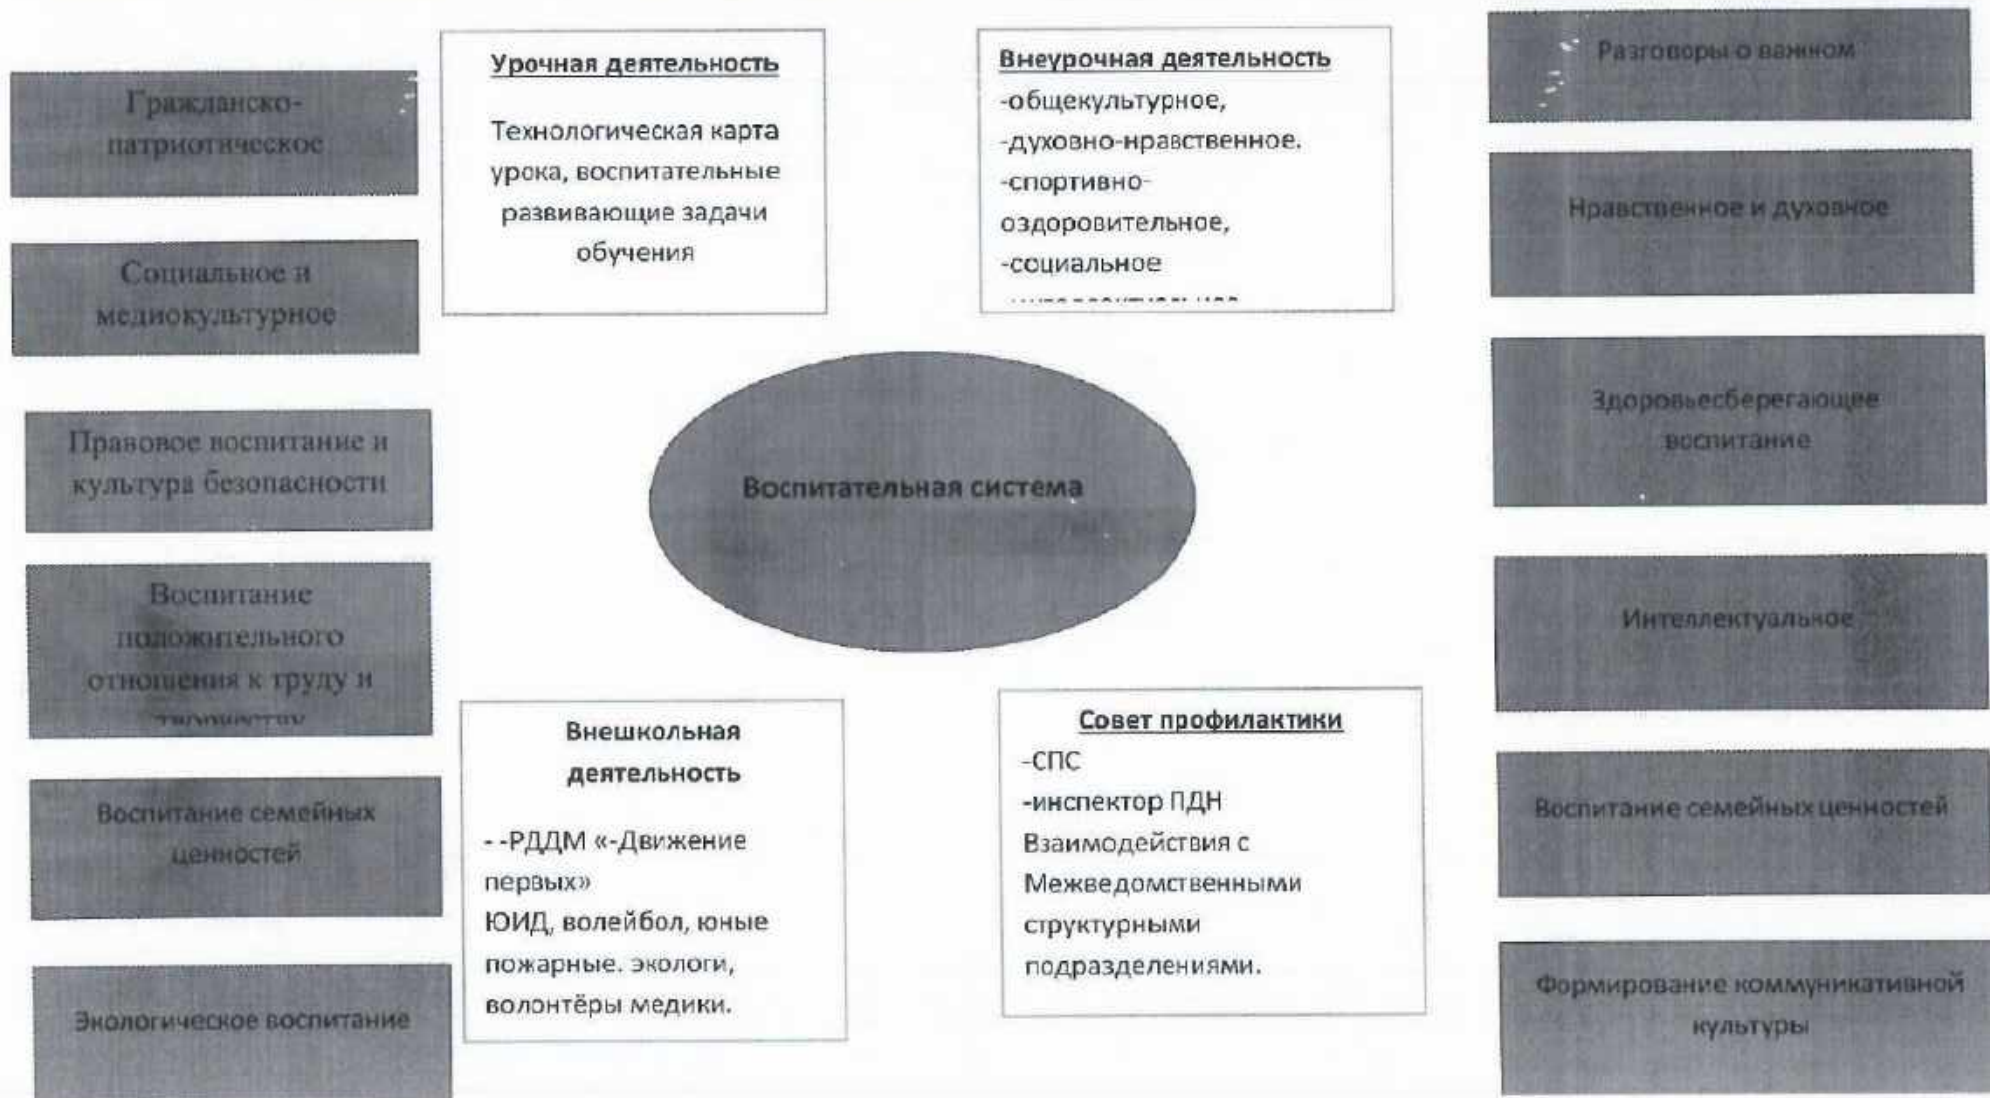 Гражданско-
патриотическое
Социальное и
медиокультурное
Правовое воспитание и
культура безопасности
Воспитание
положительного
отношения к труду и
творчеству
Воспитание семейных
ценностей
Экологическое воспитание
Урочная деятельность
Технологическая карта
урока, воспитательные
развивающие задачи
обучения
Внеурочная деятельность
-общекультурное,
-духовно-нравственное.
-спортивно-
оздоровительное,
-социальное
Воспитательная система
Внешкольная
деятельность
- -РДДМ «-Движение
первых»
ЮИД, волейбол, юные
пожарные. экологи,
волонтёры медики.
Совет профилактики
-СПС
-инспектор ПДН
Взаимодействия с
Межведомственными
структурными
подразделениями.
Разговоры о важном
Нравственное и духовное
Здоровьесберегающее
воспитание
Интеллектуальное
Воспитание семейных ценностей
Формирование коммуникативной
культуры